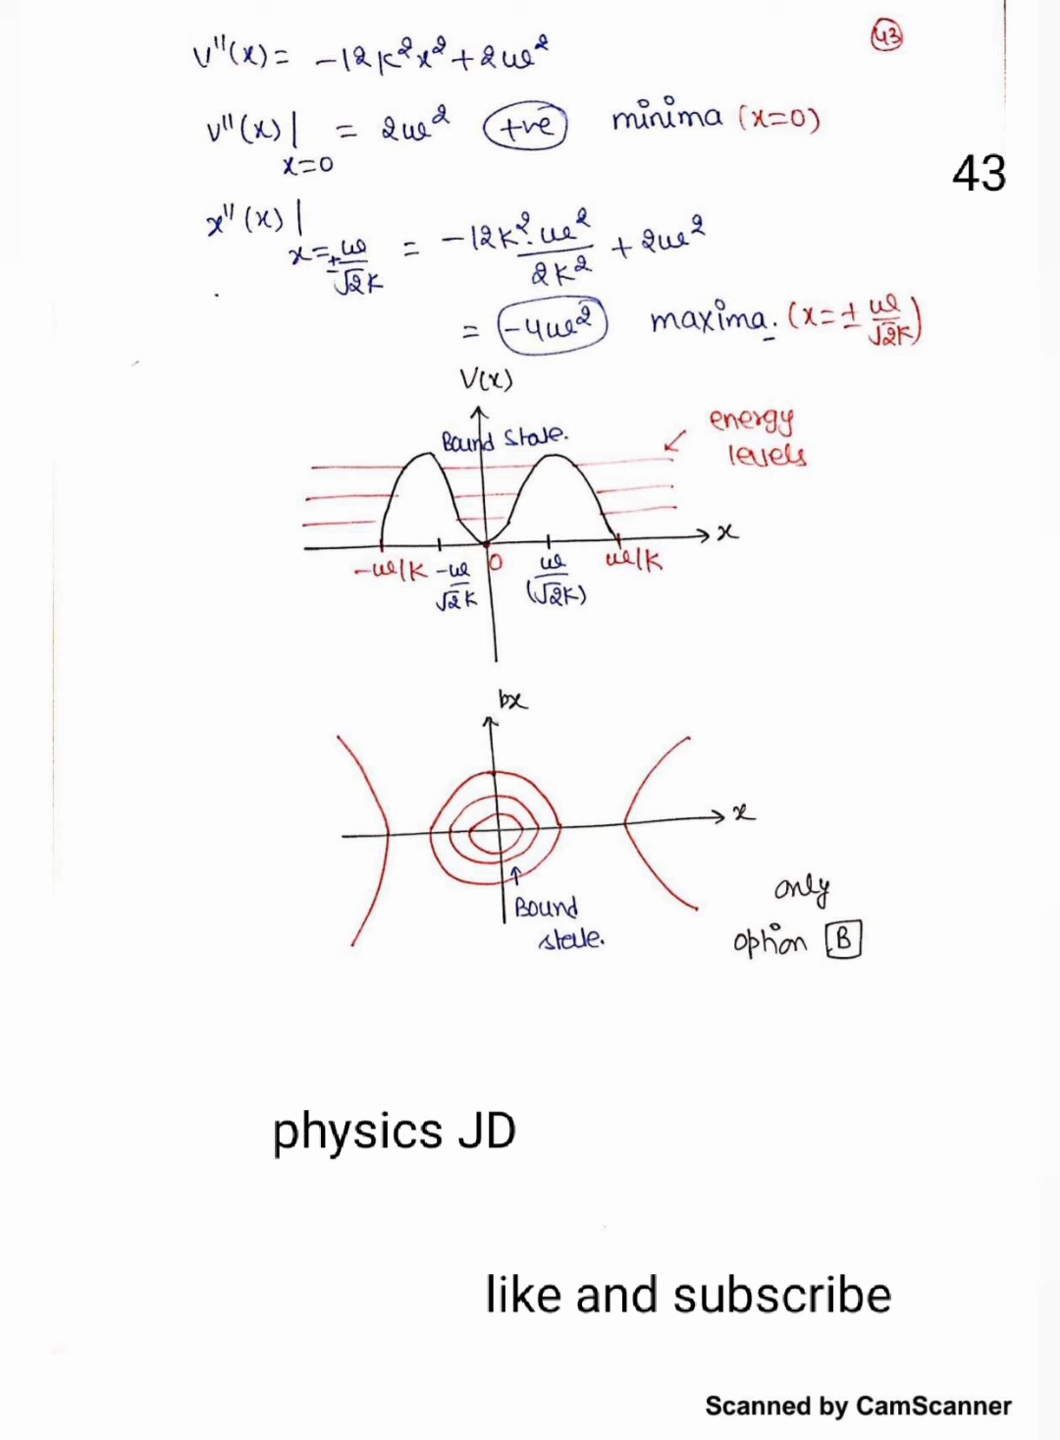 V''(x) = -12k²x² + 2ω²
43
V''(x)| x=0 = 2ω² +ve minima (x=0)
43
x''(x)| x=±ω/√2k = -12k².ω²/2k² + 2ω²
= -4ω² maxima. (x=± ω/√2k)
V(x)
Bound state.
energy
levels
x
-ω/k -ω/√2k 0 ω/(√2k) ω/k
px
x
Bound
state.
only
option B
physics JD
like and subscribe
Scanned by CamScanner